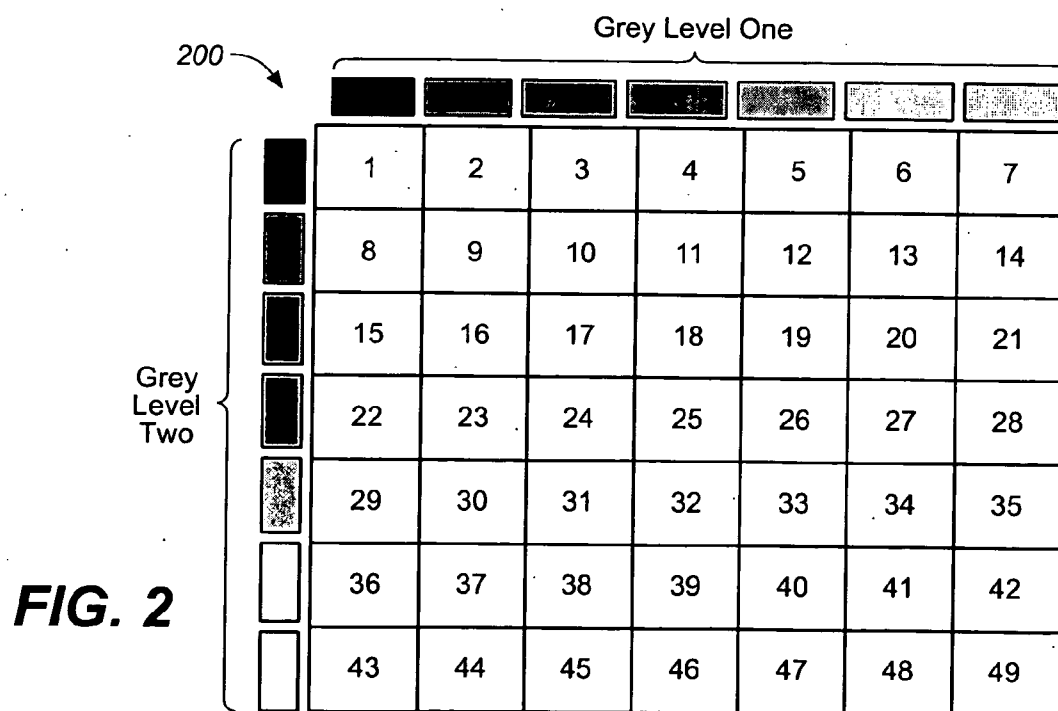 Grey Level One
200
1 2 3 4 5 6 7
8 9 10 11 12 13 14
15 16 17 18 19 20 21
Grey
Level
Two
22 23 24 25 26 27 28
29 30 31 32 33 34 35
36 37 38 39 40 41 42
FIG. 2
43 44 45 46 47 48 49